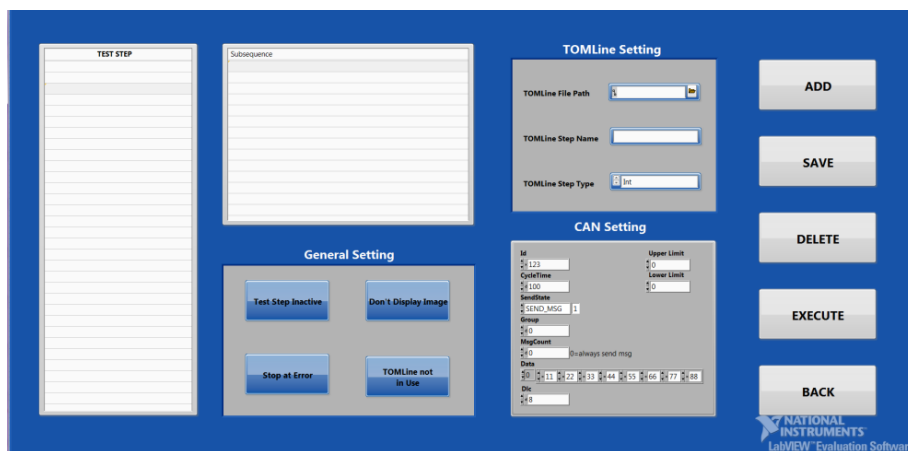 TEST STEP
Subsequence
TOMLine Setting
TOMLine File Path
TOMLine Step Name
TOMLine Step Type
Int
General Setting
Test Step Inactive
Don't Display Image
Stop at Error
TOMLine not
in Use
CAN Setting
Id
123
Upper Limit
0
CycleTime
100
Lower Limit
0
SendState
SEND_MSG 1
Group
0
MsgCount
0 0=always send msg
Data
0 11 22 33 44 55 66 77 88
Dlc
8
ADD
SAVE
DELETE
EXECUTE
BACK
NATIONAL
INSTRUMENTS™
LabVIEW™ Evaluation Softwar